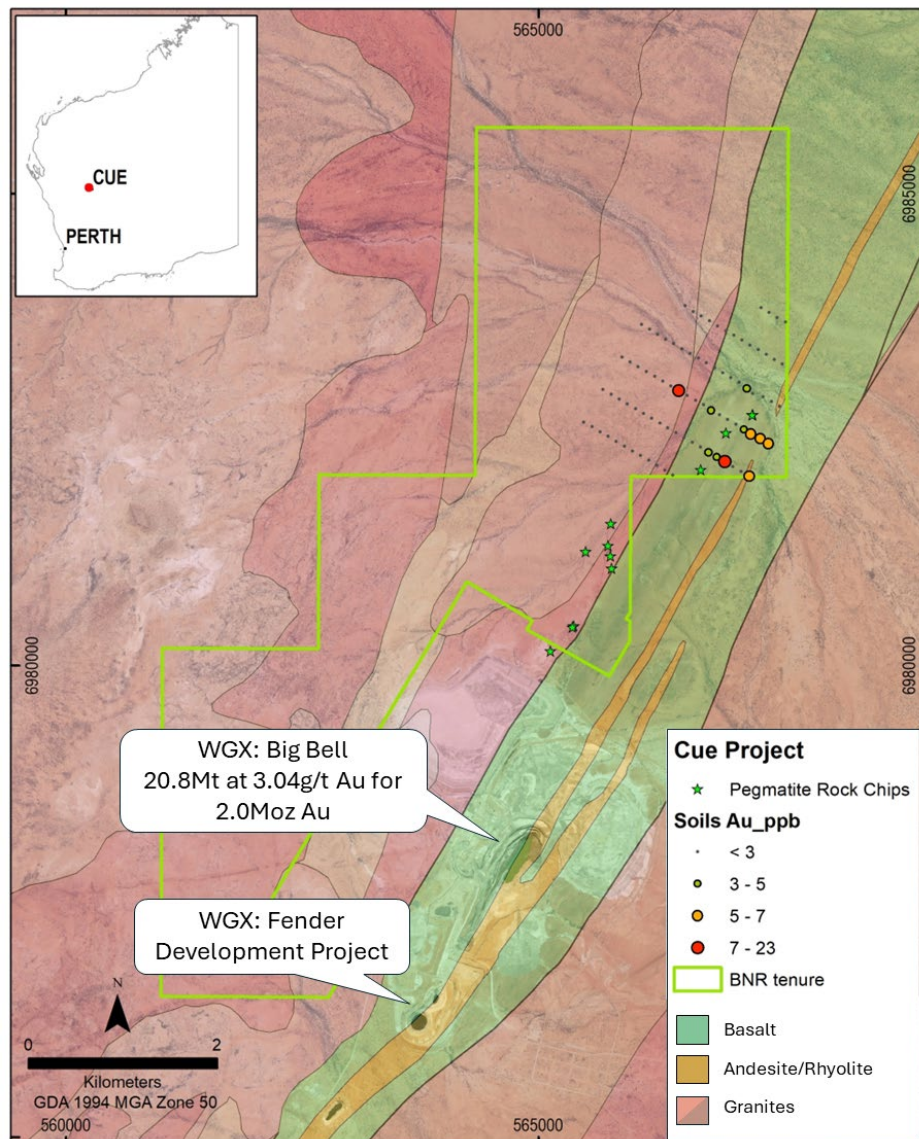 565000
CUE
PERTH
6985000
6985000
6980000
6980000
WGX: Big Bell
20.8Mt at 3.04g/t Au for
2.0Moz Au
WGX: Fender
Development Project
Cue Project
Pegmatite Rock Chips
Soils Au_ppb
< 3
3 - 5
5 - 7
7 - 23
BNR tenure
Basalt
Andesite/Rhyolite
Granites
N
0 2
Kilometers
GDA 1994 MGA Zone 50
560000
565000